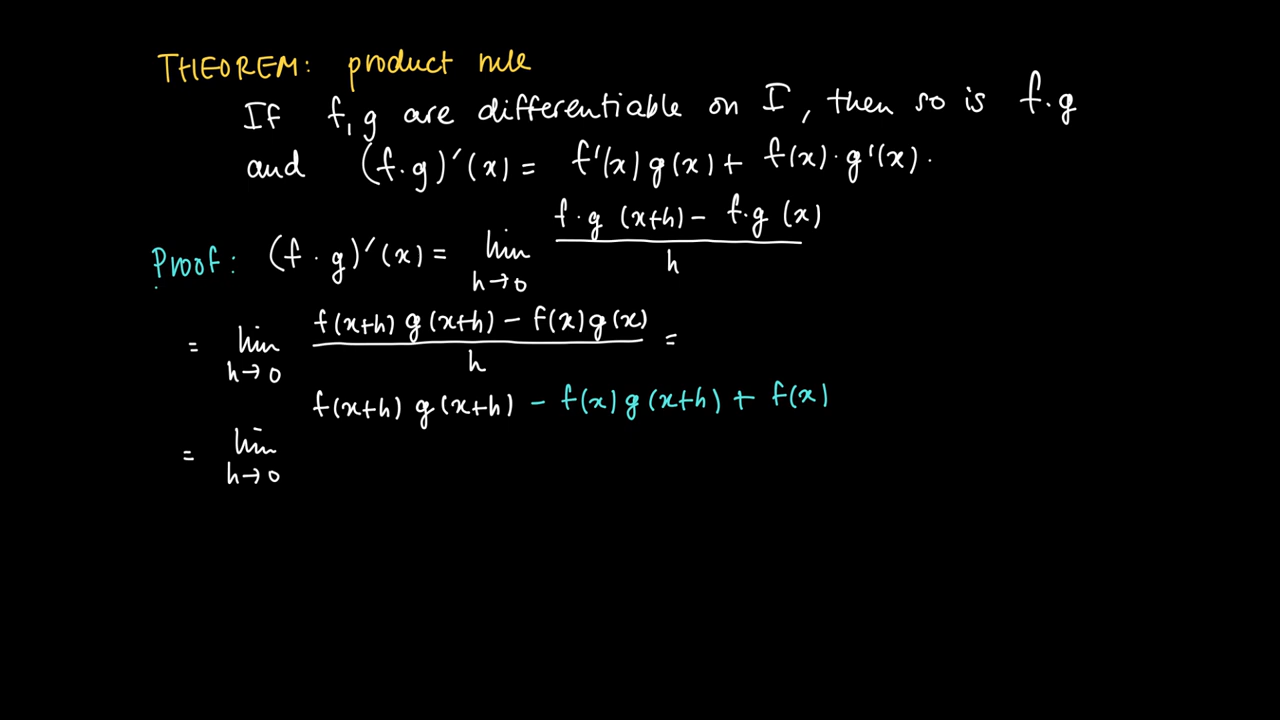 THEOREM: product rule
If f, g are differentiable on I, then so is f·g
and (f·g)'(x) = f'(x) g(x) + f(x)·g'(x).
Proof: (f·g)'(x) = lim h→0 f·g (x+h) − f·g (x) / h
= lim h→0 f(x+h) g(x+h) − f(x) g(x) / h =
= lim h→0 f(x+h) g(x+h) − f(x) g(x+h) + f(x)